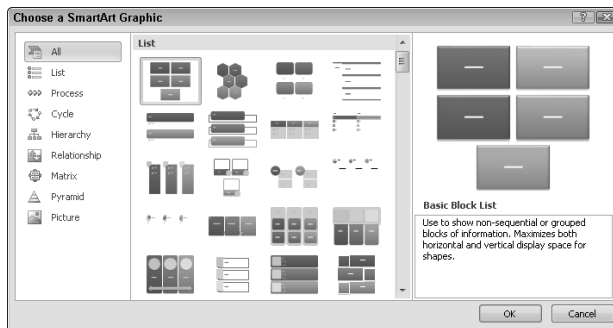 Choose a SmartArt Graphic
All
List
Process
Cycle
Hierarchy
Relationship
Matrix
Pyramid
Picture
List
Basic Block List
Use to show non-sequential or grouped
blocks of information. Maximizes both
horizontal and vertical display space for
shapes.
OK
Cancel